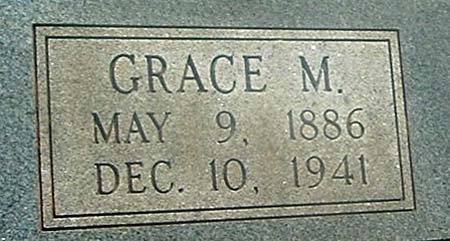 GRACE M.
MAY 9, 1886
DEC. 10, 1941